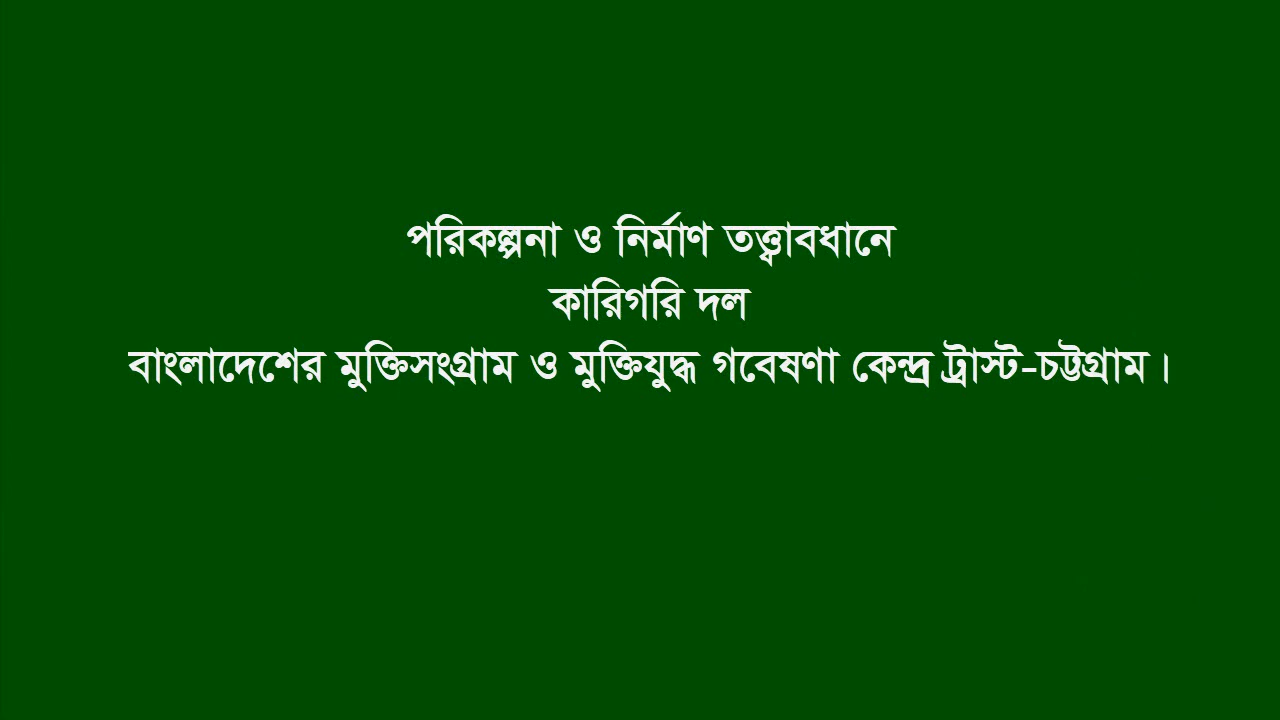 পরিকল্পনা ও নির্মাণ তত্ত্বাবধানে
কারিগরি দল
বাংলাদেশের মুক্তিসংগ্রাম ও মুক্তিযুদ্ধ গবেষণা কেন্দ্র ট্রাস্ট-চট্টগ্রাম।